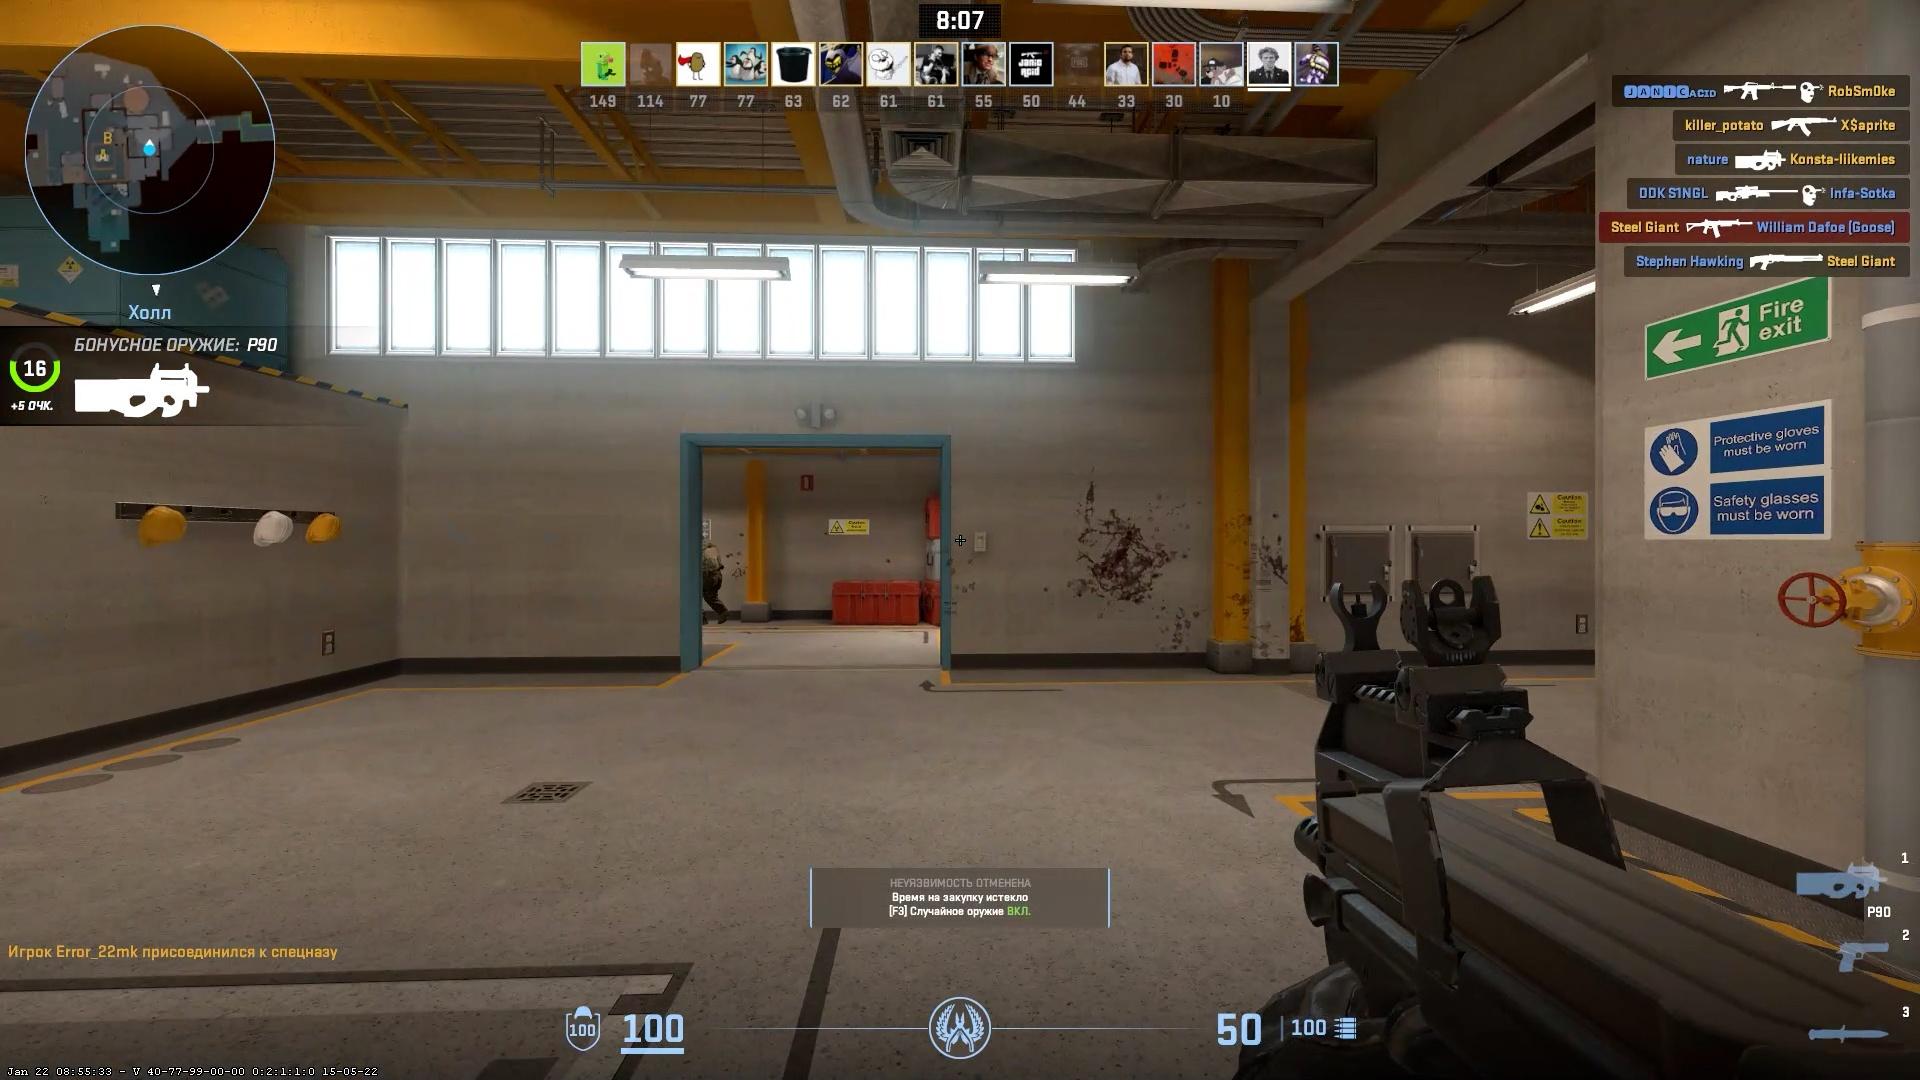 8:07
149 114 77 77 63 62 61 61 55 50 44 33 30 10
JANIC ACID
B
A
Холл
БОНУСНОЕ ОРУЖИЕ: P90
16
+5 ОЧК.
JANICACID RobSm0ke
killer_potato X$aprite
nature Konsta-liikemies
DDK S1NGL Infa-Sotka
Steel Giant William Dafoe (Goose)
Stephen Hawking Steel Giant
Fire
exit
Protective gloves
must be worn
Safety glasses
must be worn
Caution
Caution
Caution
НЕУЯЗВИМОСТЬ ОТМЕНЕНА
Время на закупку истекло
[F3] Случайное оружие ВКЛ.
1
P90
2
3
Игрок Error_22mk присоединился к спецназу
100 100
50 100
Jan 22 08:55:33 - V 40-77-99-00-00 0:2:1:1:0 15-05-22